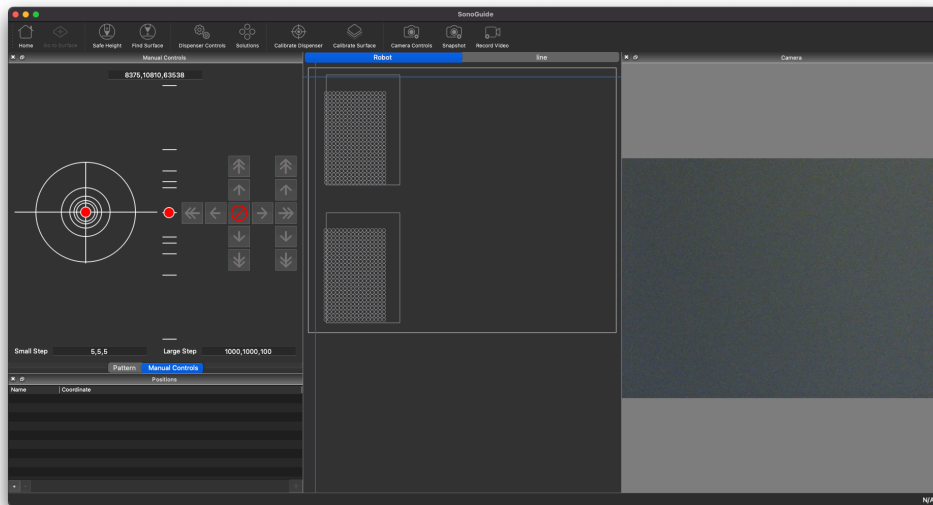 SonoGuide
Home Go to Surface Safe Height Find Surface Dispenser Controls Solutions Calibrate Dispenser Calibrate Surface Camera Controls Snapshot Record Video
Manual Controls
Robot line
Camera
8375,10810,63538
Small Step 5,5,5 Large Step 1000,1000,100
Pattern Manual Controls
Positions
Name Coordinate
N/A